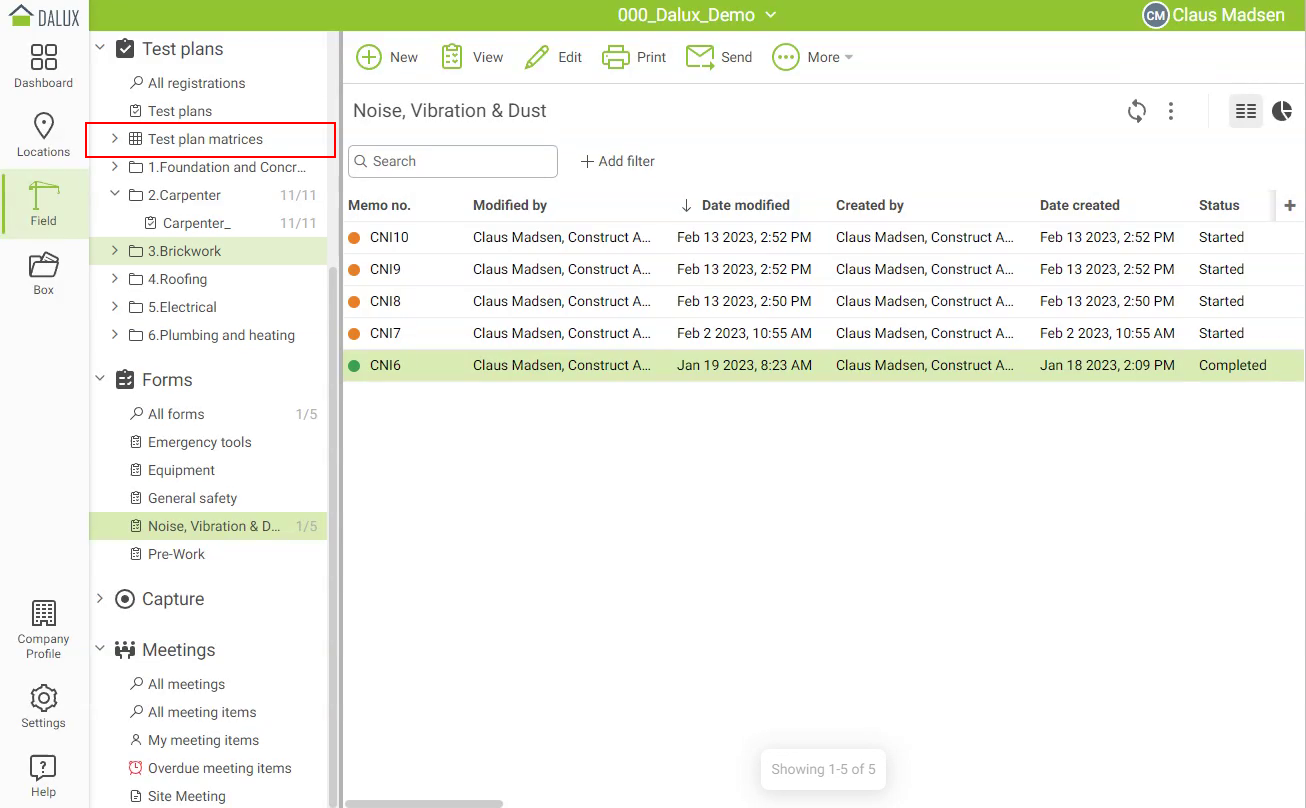 DALUX
000_Dalux_Demo
CM Claus Madsen
Dashboard
Locations
Field
Box
Company
Profile
Settings
Help
Test plans
All registrations
Test plans
Test plan matrices
1.Foundation and Concr...
2.Carpenter 11/11
Carpenter_ 11/11
3.Brickwork
4.Roofing
5.Electrical
6.Plumbing and heating
Forms
All forms 1/5
Emergency tools
Equipment
General safety
Noise, Vibration & D... 1/5
Pre-Work
Capture
Meetings
All meetings
All meeting items
My meeting items
Overdue meeting items
Site Meeting
New View Edit Print Send More
Noise, Vibration & Dust
Search Add filter
Memo no. Modified by Date modified Created by Date created Status
CNI10 Claus Madsen, Construct A... Feb 13 2023, 2:52 PM Claus Madsen, Construct A... Feb 13 2023, 2:52 PM Started
CNI9 Claus Madsen, Construct A... Feb 13 2023, 2:52 PM Claus Madsen, Construct A... Feb 13 2023, 2:52 PM Started
CNI8 Claus Madsen, Construct A... Feb 13 2023, 2:50 PM Claus Madsen, Construct A... Feb 13 2023, 2:50 PM Started
CNI7 Claus Madsen, Construct A... Feb 2 2023, 10:55 AM Claus Madsen, Construct A... Feb 2 2023, 10:55 AM Started
CNI6 Claus Madsen, Construct A... Jan 19 2023, 8:23 AM Claus Madsen, Construct A... Jan 18 2023, 2:09 PM Completed
Showing 1-5 of 5